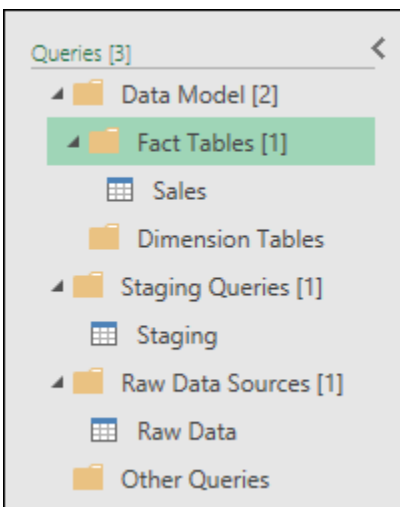 Queries [3]
Data Model [2]
Fact Tables [1]
Sales
Dimension Tables
Staging Queries [1]
Staging
Raw Data Sources [1]
Raw Data
Other Queries